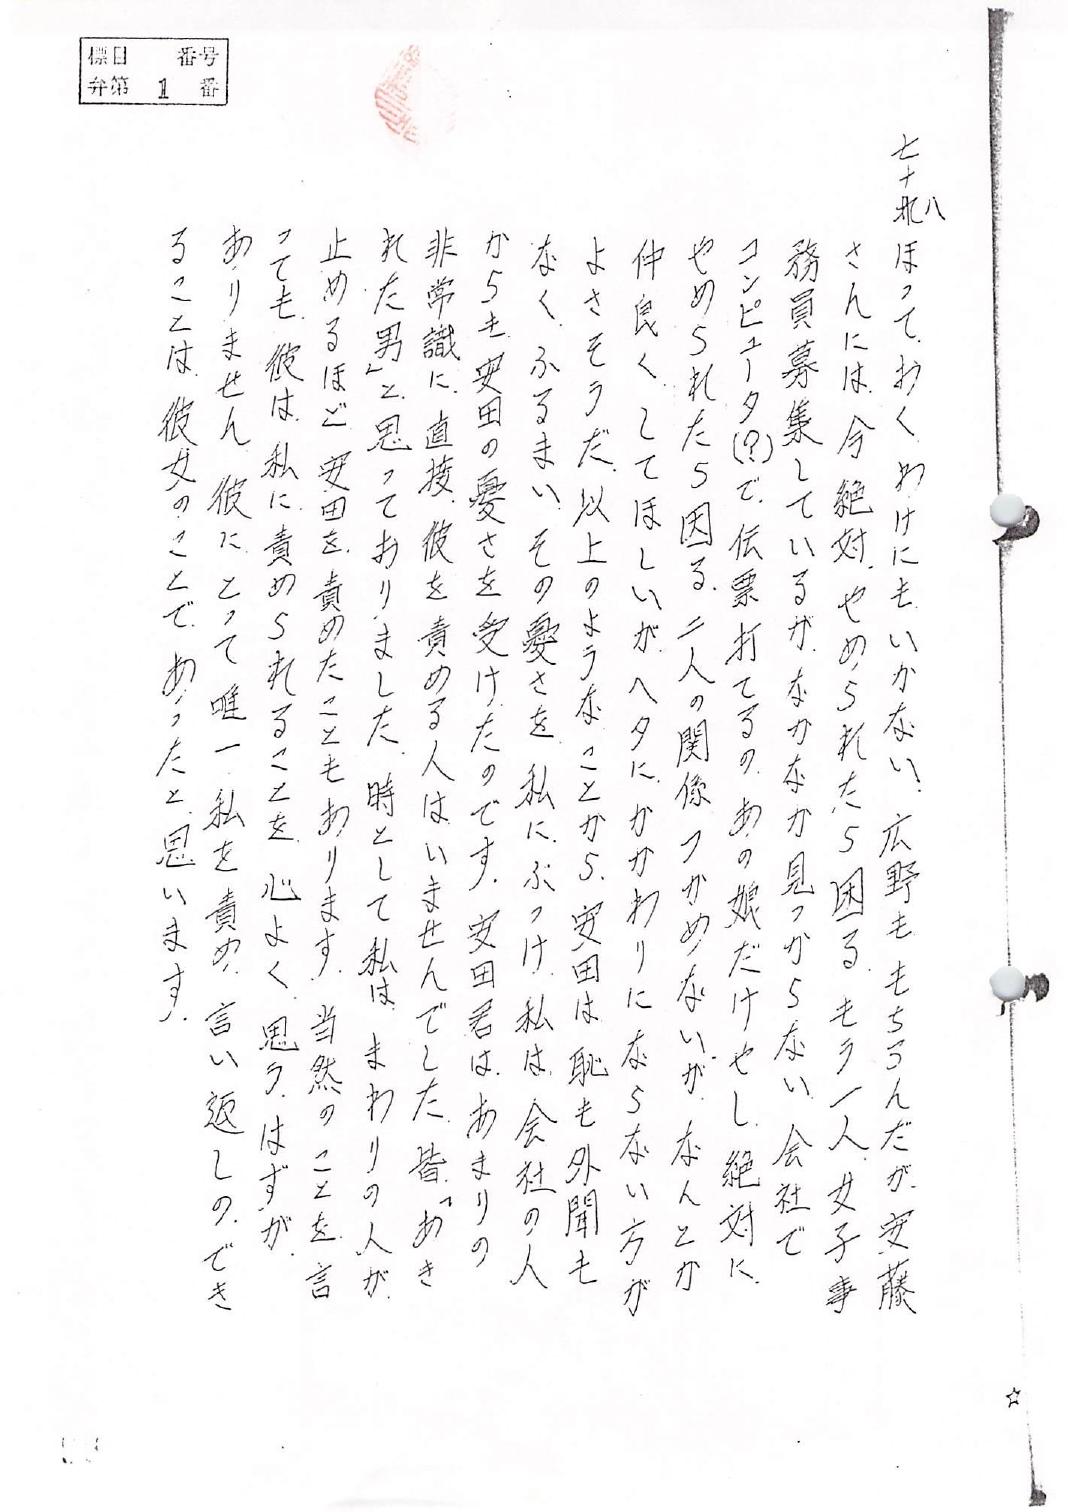 標目 番号
弁第 1 番
七十八
ほっておくわけにもいかない、広野ももちろんだが、安藤
さんには、今絶対、やめられたら困る、もう一人、女子事
務員募集しているが、なかなか見つからない、会社で
コンピュータ(?)で、伝票打てるの、あの娘だけやし、絶対に、
やめられたら困る、二人の関係つかめないが、なんとか
仲良く、してほしいが、ヘタに、かかわりにならない方が
よさそうだ、以上のようなことから、安田は恥も外聞も
なく、ふるまい、その憂さを、私に、ぶつけ、私は、会社の人
からも、安田の憂さを受けたのです。安田君は、あまりの
非常識に、直接、彼を責める人はいませんでした、皆、「あき
れた男」と、思っておりました、時として私は、まわりの人が、
止めるほど、安田を、責めたこともあります。当然のことを、言
っても、彼は、私に、責められることを、心よく、思う、はずが、
ありません、彼に、とって唯一、私を責め、言い返しの、でき
ることは、彼女のことで、あったと、思います。
☆